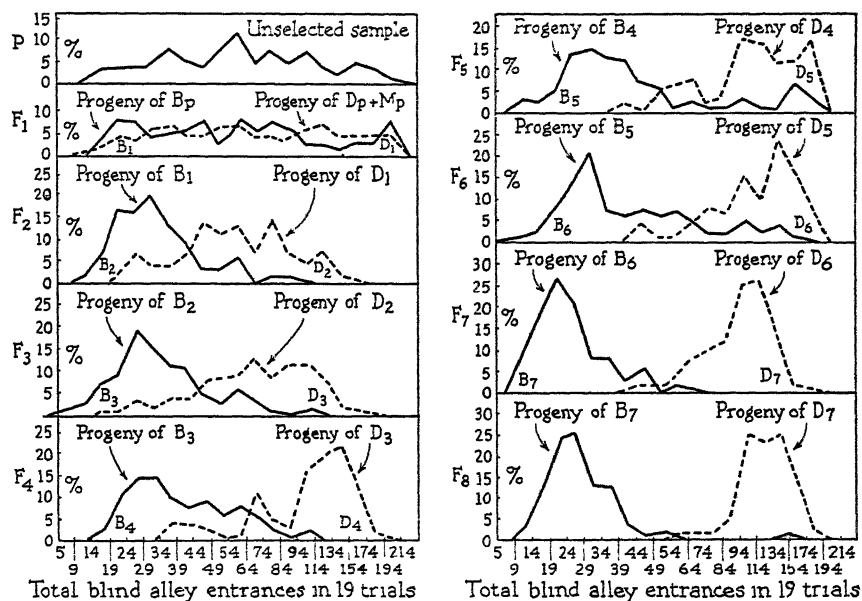 P
%
Unselected sample
15
10
5
0
F1
%
Progeny of Bp
Dp+Mp
10
5
0
B1
D1
F2
%
Progeny of B1
Progeny of D1
25
20
15
10
5
0
B2
D2
F3
%
Progeny of B2
Progeny of D2
25
20
15
10
5
0
B3
D3
F4
%
Progeny of B3
Progeny of D3
25
20
15
10
5
0
B4
D4
5 14 24 34 44 54 64 74 94 114 134 174 214
9 19 29 39 49 59 69 84 104 124 154 194
Total blind alley entrances in 19 trials
F5
%
Progeny of B4
Progeny of D4
20
15
10
5
0
B5
D5
F6
%
Progeny of B5
Progeny of D5
25
20
15
10
5
0
B6
D6
F7
%
Progeny of B6
Progeny of D6
30
25
20
15
10
5
0
B7
D7
F8
%
Progeny of B7
Progeny of D7
30
25
20
15
10
5
0
5 14 24 34 44 54 74 94 134 174 214
9 19 29 39 49 59 84 114 154 194
Total blind alley entrances in 19 trials